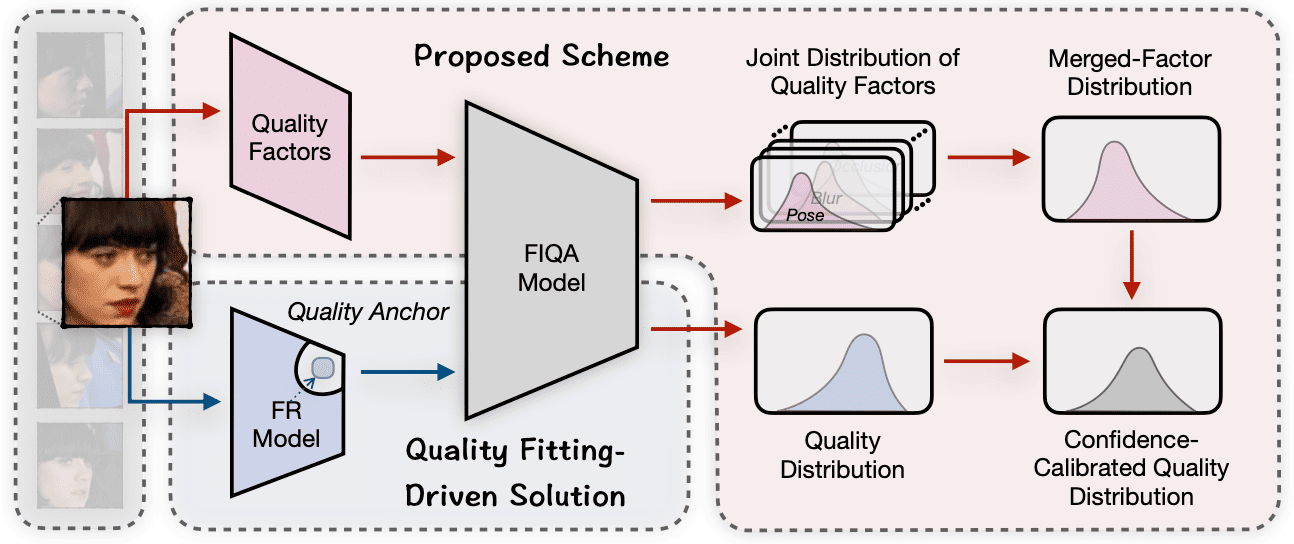 Proposed Scheme
Quality
Factors
FIQA
Model
Joint Distribution of
Quality Factors
Merged-Factor
Distribution
Occlusion
Blur
Pose
Quality Anchor
FR
Model
Quality Fitting-
Driven Solution
Quality
Distribution
Confidence-
Calibrated Quality
Distribution